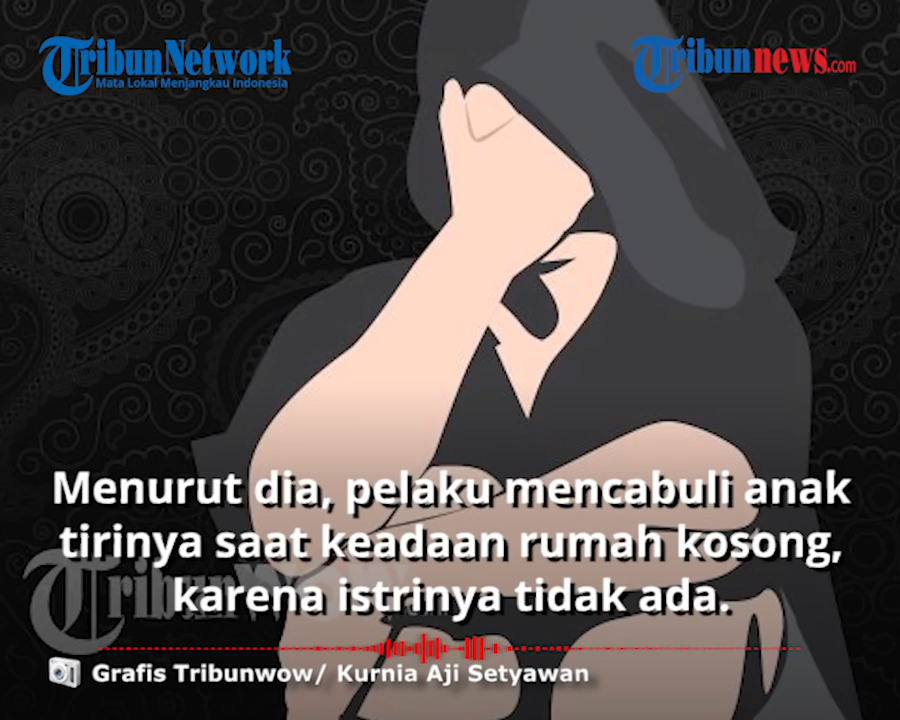 TribunNetwork
Mata Lokal Menjangkau Indonesia
Tribunnews.com
Menurut dia, pelaku mencabuli anak
tirinya saat keadaan rumah kosong,
karena istrinya tidak ada.
Grafis Tribunwow/ Kurnia Aji Setyawan